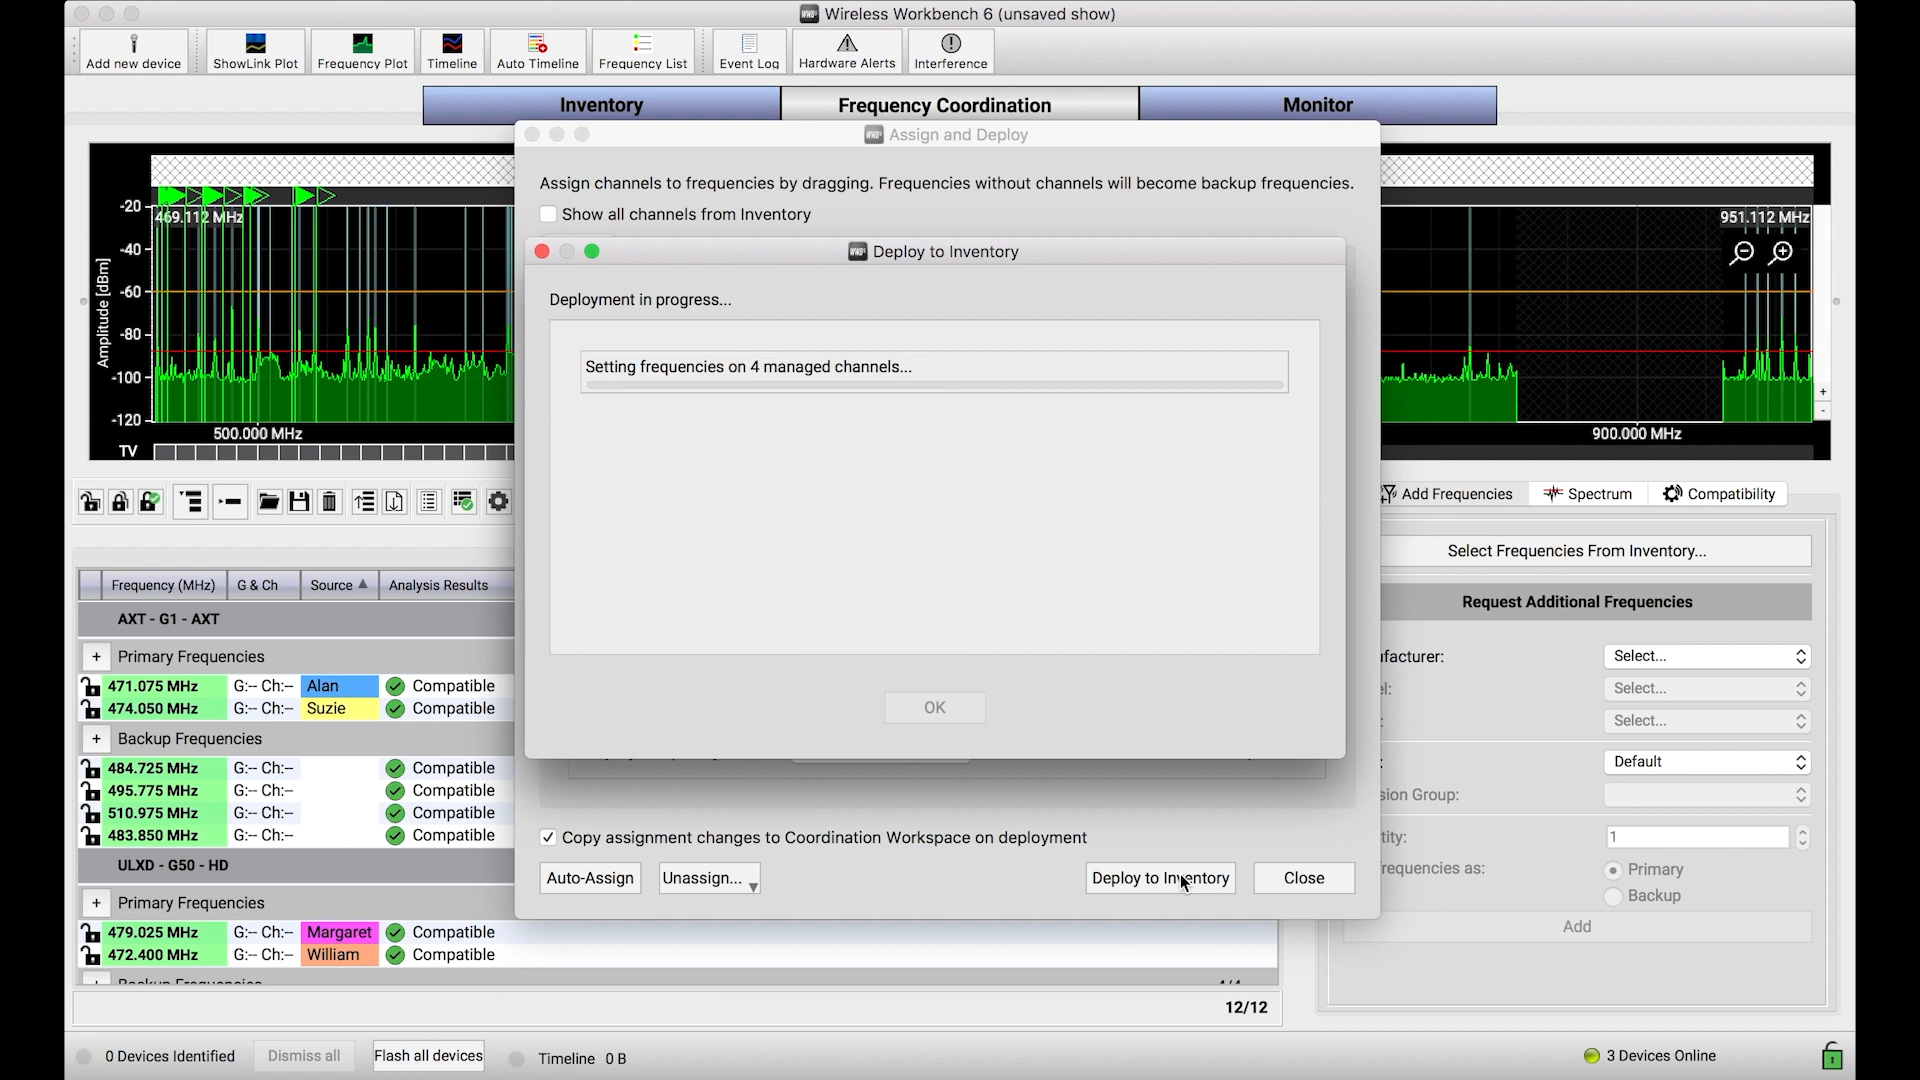 Wireless Workbench 6 (unsaved show)
Add new device
ShowLink Plot
Frequency Plot
Timeline
Auto Timeline
Frequency List
Event Log
Hardware Alerts
Interference
Inventory
Frequency Coordination
Monitor
Assign and Deploy
Assign channels to frequencies by dragging. Frequencies without channels will become backup frequencies.
Show all channels from Inventory
Deploy to Inventory
Deployment in progress...
Setting frequencies on 4 managed channels...
OK
Copy assignment changes to Coordination Workspace on deployment
Auto-Assign
Unassign...
Deploy to Inventory
Close
469.112 MHz
951.112 MHz
Amplitude [dBm]
-20
-40
-60
-80
-100
-120
500.000 MHz
900.000 MHz
TV
+
-
Add Frequencies
Spectrum
Compatibility
Select Frequencies From Inventory...
Request Additional Frequencies
Select...
Select...
Select...
Default
sion Group:
1
Primary
Backup
Add
Frequency (MHz) G & Ch Source Analysis Results
AXT - G1 - AXT
+ Primary Frequencies
471.075 MHz G:-- Ch:-- Alan Compatible
474.050 MHz G:-- Ch:-- Suzie Compatible
+ Backup Frequencies
484.725 MHz G:-- Ch:-- Compatible
495.775 MHz G:-- Ch:-- Compatible
510.975 MHz G:-- Ch:-- Compatible
483.850 MHz G:-- Ch:-- Compatible
ULXD - G50 - HD
+ Primary Frequencies
479.025 MHz G:-- Ch:-- Margaret Compatible
472.400 MHz G:-- Ch:-- William Compatible
12/12
0 Devices Identified
Dismiss all
Flash all devices
Timeline 0 B
3 Devices Online